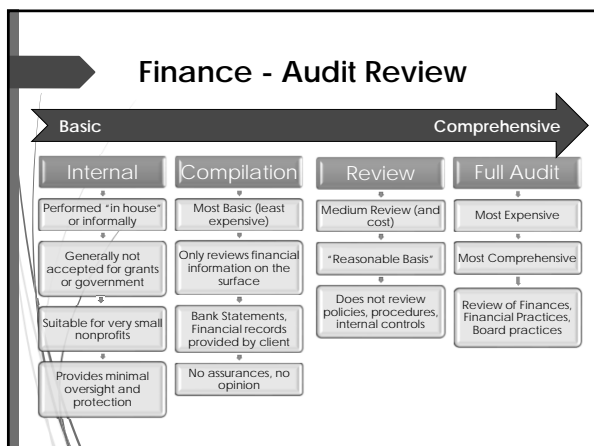 Finance - Audit Review
Basic
Comprehensive
Internal
Performed "in house"
or informally
Generally not
accepted for grants
or government
Suitable for very small
nonprofits
Provides minimal
oversight and
protection
Compilation
Most Basic (least
expensive)
Only reviews financial
information on the
surface
Bank Statements,
Financial records
provided by client
No assurances, no
opinion
Review
Medium Review (and
cost)
"Reasonable Basis"
Does not review
policies, procedures,
internal controls
Full Audit
Most Expensive
Most Comprehensive
Review of Finances,
Financial Practices,
Board practices